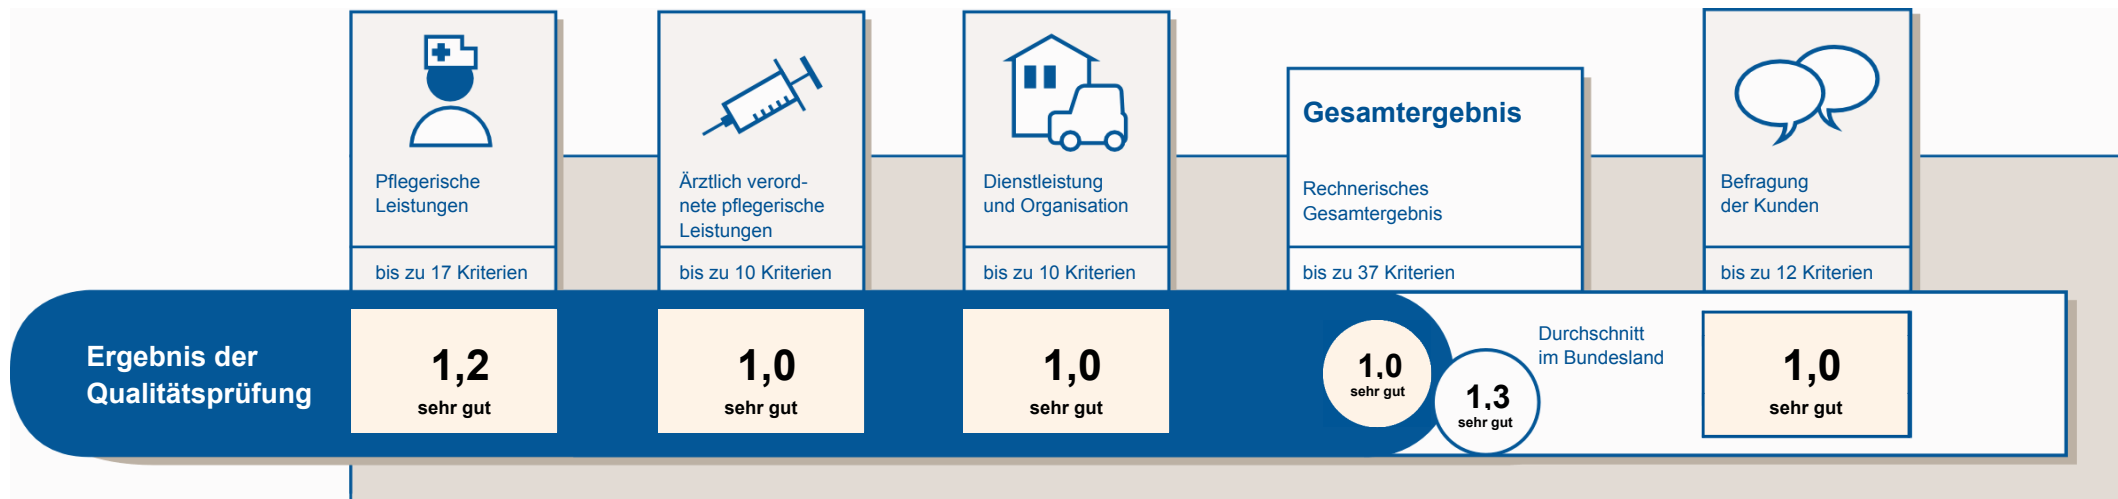 Pflegerische
Leistungen
bis zu 17 Kriterien
Ärztlich verord-
nete pflegerische
Leistungen
bis zu 10 Kriterien
Dienstleistung
und Organisation
bis zu 10 Kriterien
Gesamtergebnis
Rechnerisches
Gesamtergebnis
bis zu 37 Kriterien
Befragung
der Kunden
bis zu 12 Kriterien
Ergebnis der
Qualitätsprüfung
1,2
sehr gut
1,0
sehr gut
1,0
sehr gut
1,0
sehr gut
1,3
sehr gut
Durchschnitt
im Bundesland
1,0
sehr gut